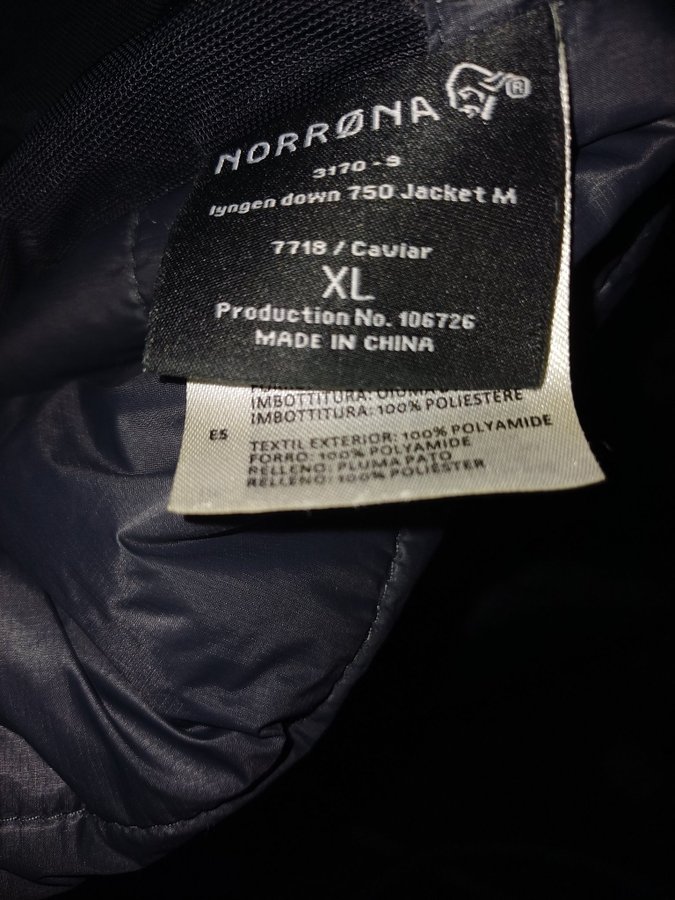 NORRØNA ®
3170 - 9
lyngen down 750 Jacket M
7718 / Caviar
XL
Production No. 106726
MADE IN CHINA
IMBOTTITURA:
IMBOTTITURA: 100% POLIESTERE
ES
TEXTIL EXTERIOR: 100% POLYAMIDE
FORRO: 100% POLYAMIDE
RELLENO: PLUMA PATO
RELLENO: 100% POLIESTER